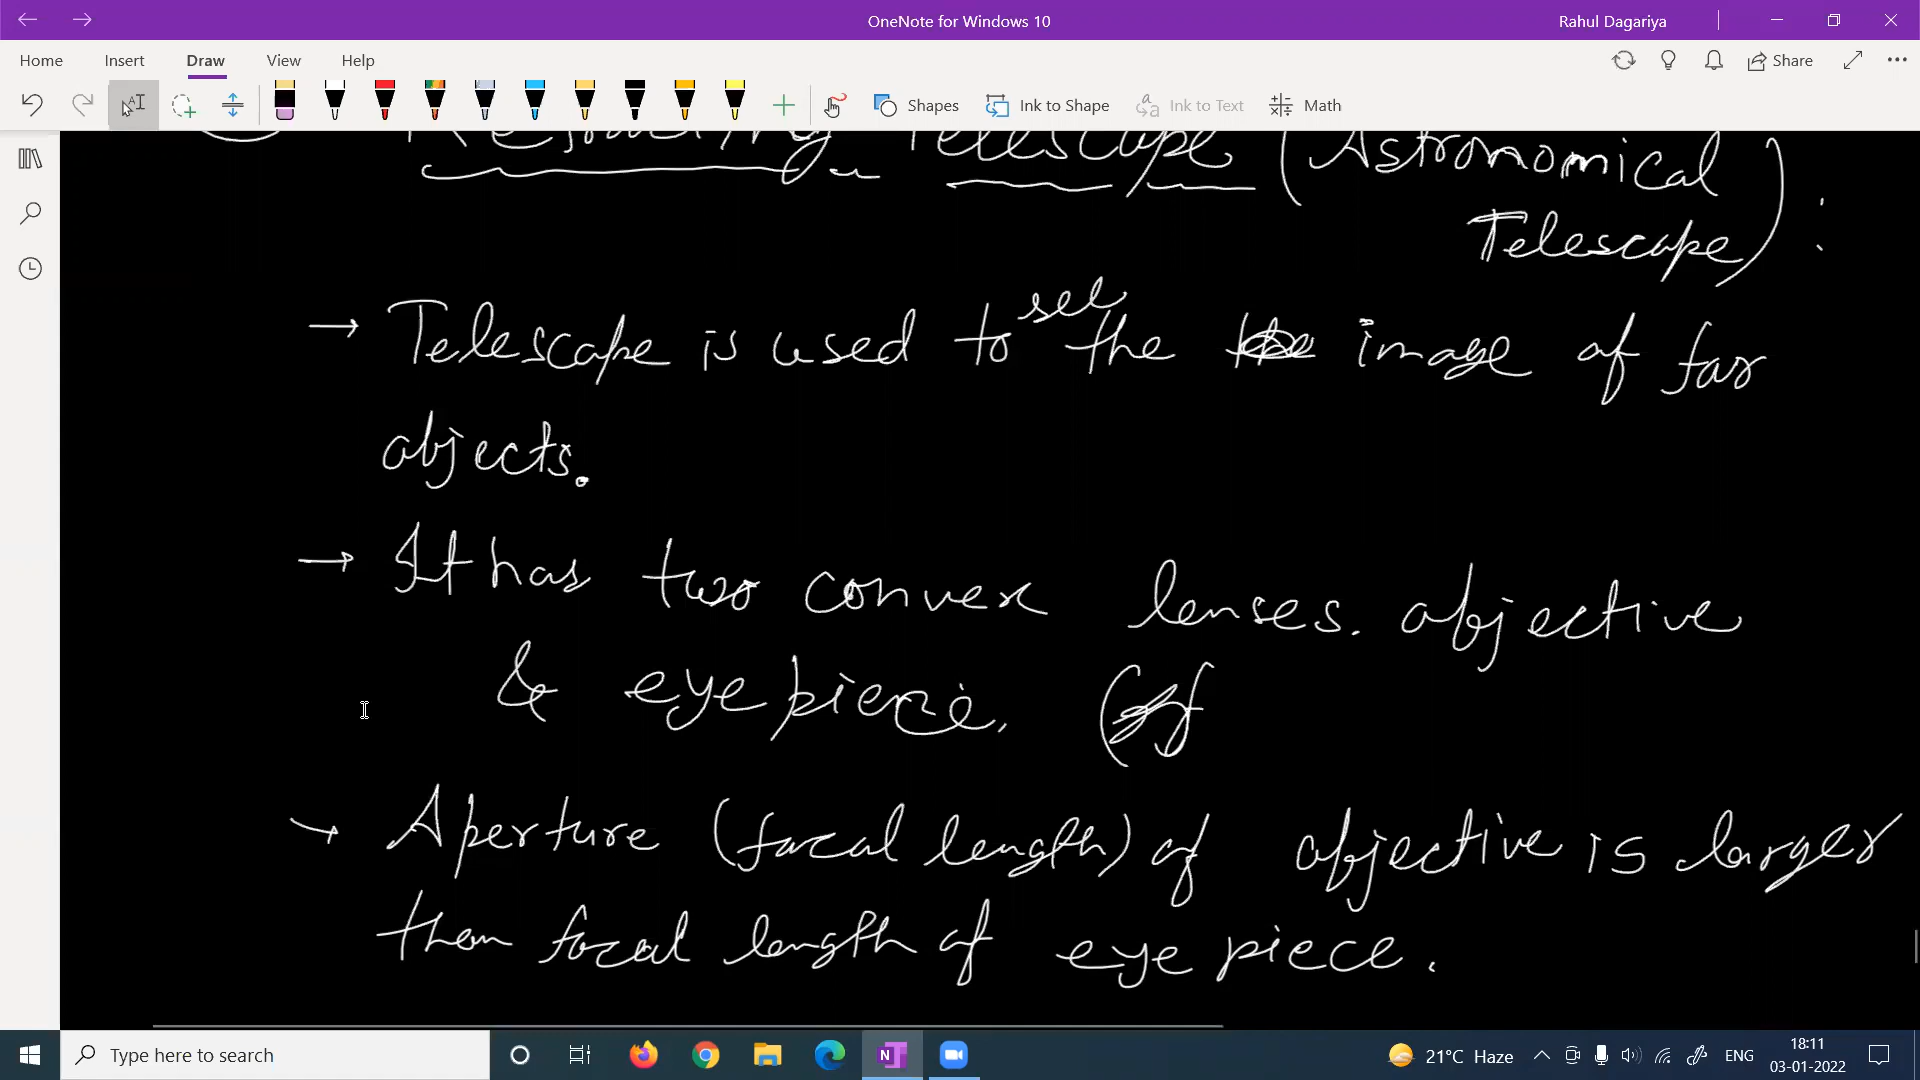 OneNote for Windows 10
Rahul Dagariya
Home Insert Draw View Help
Share
Shapes Ink to Shape Ink to Text Math
Telescope (Astronomical
Telescope) :
→ Telescope is used to see the image of far
objects.
→ It has two convex lenses. objective
& eye piece.
→ Aperture (focal length) of objective is larger
then focal length of eye piece.
Type here to search
21°C Haze
ENG
18:11
03-01-2022